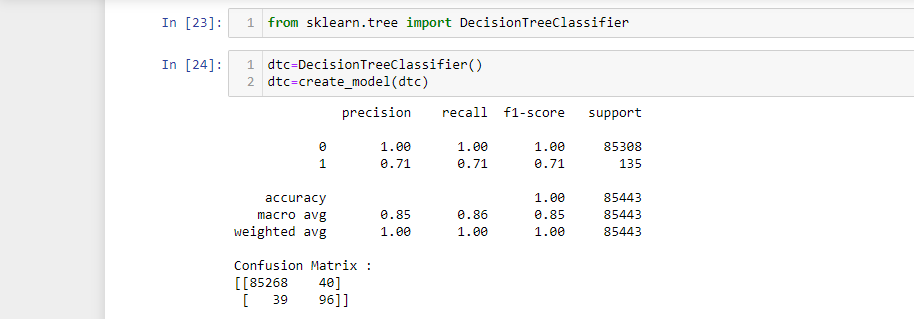 In [23]: 1 from sklearn.tree import DecisionTreeClassifier
In [24]: 1 dtc=DecisionTreeClassifier()
2 dtc=create_model(dtc)
precision recall f1-score support
0 1.00 1.00 1.00 85308
1 0.71 0.71 0.71 135
accuracy 1.00 85443
macro avg 0.85 0.86 0.85 85443
weighted avg 1.00 1.00 1.00 85443
Confusion Matrix :
[[85268 40]
[ 39 96]]